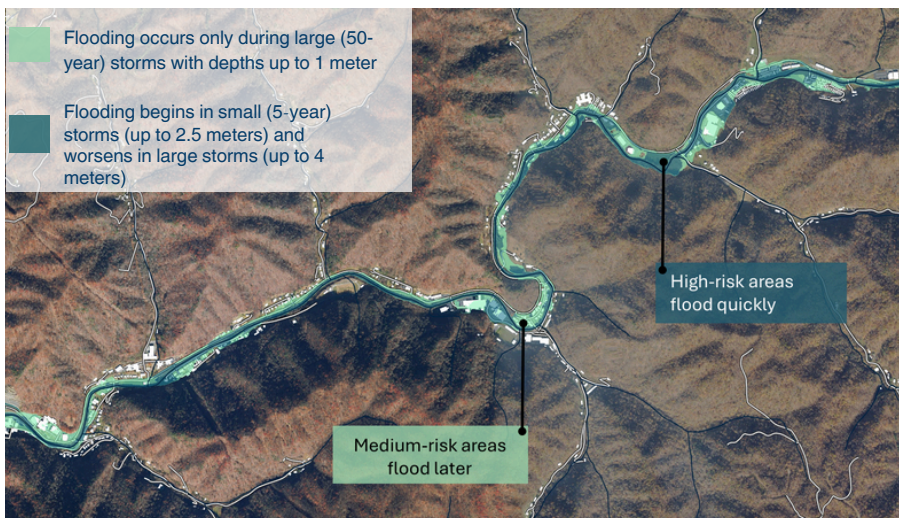 Flooding occurs only during large (50-
year) storms with depths up to 1 meter
Flooding begins in small (5-year)
storms (up to 2.5 meters) and
worsens in large storms (up to 4
meters)
High-risk areas
flood quickly
Medium-risk areas
flood later